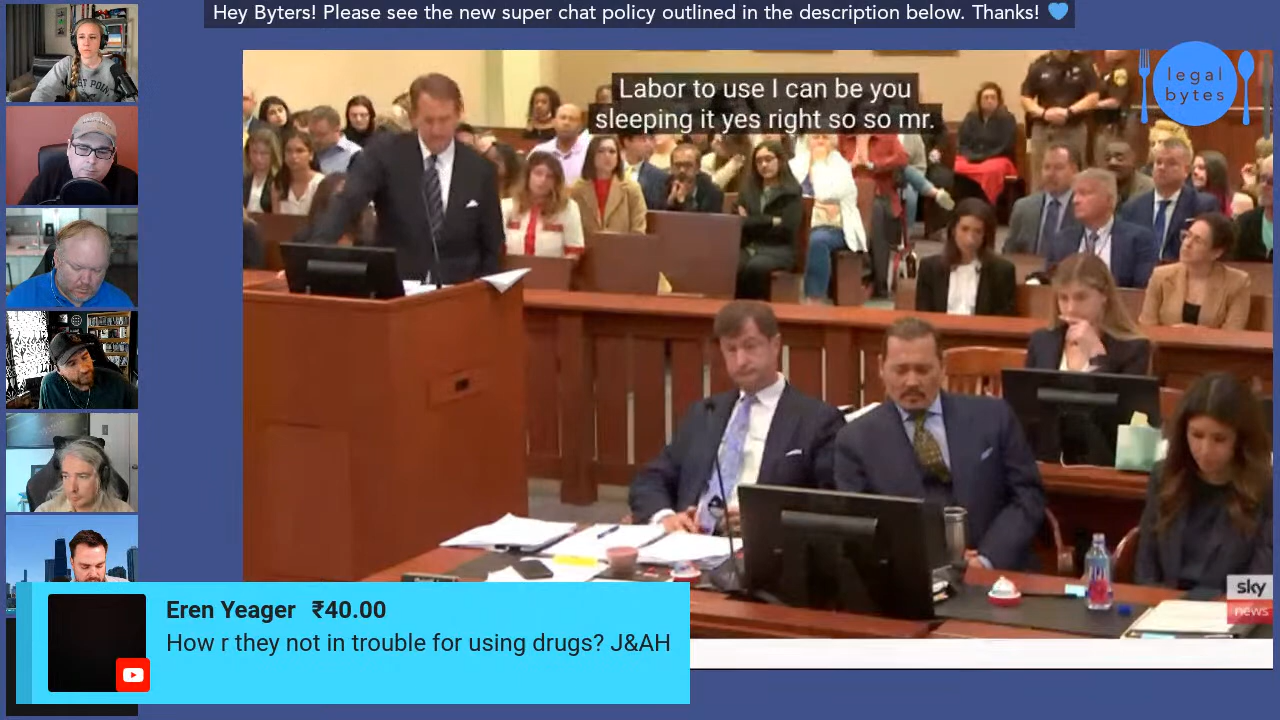 Hey Byters! Please see the new super chat policy outlined in the description below. Thanks! 💙
legal
bytes
Labor to use I can be you
sleeping it yes right so so mr.
sky
news
Eren Yeager ₹40.00
How r they not in trouble for using drugs? J&AH